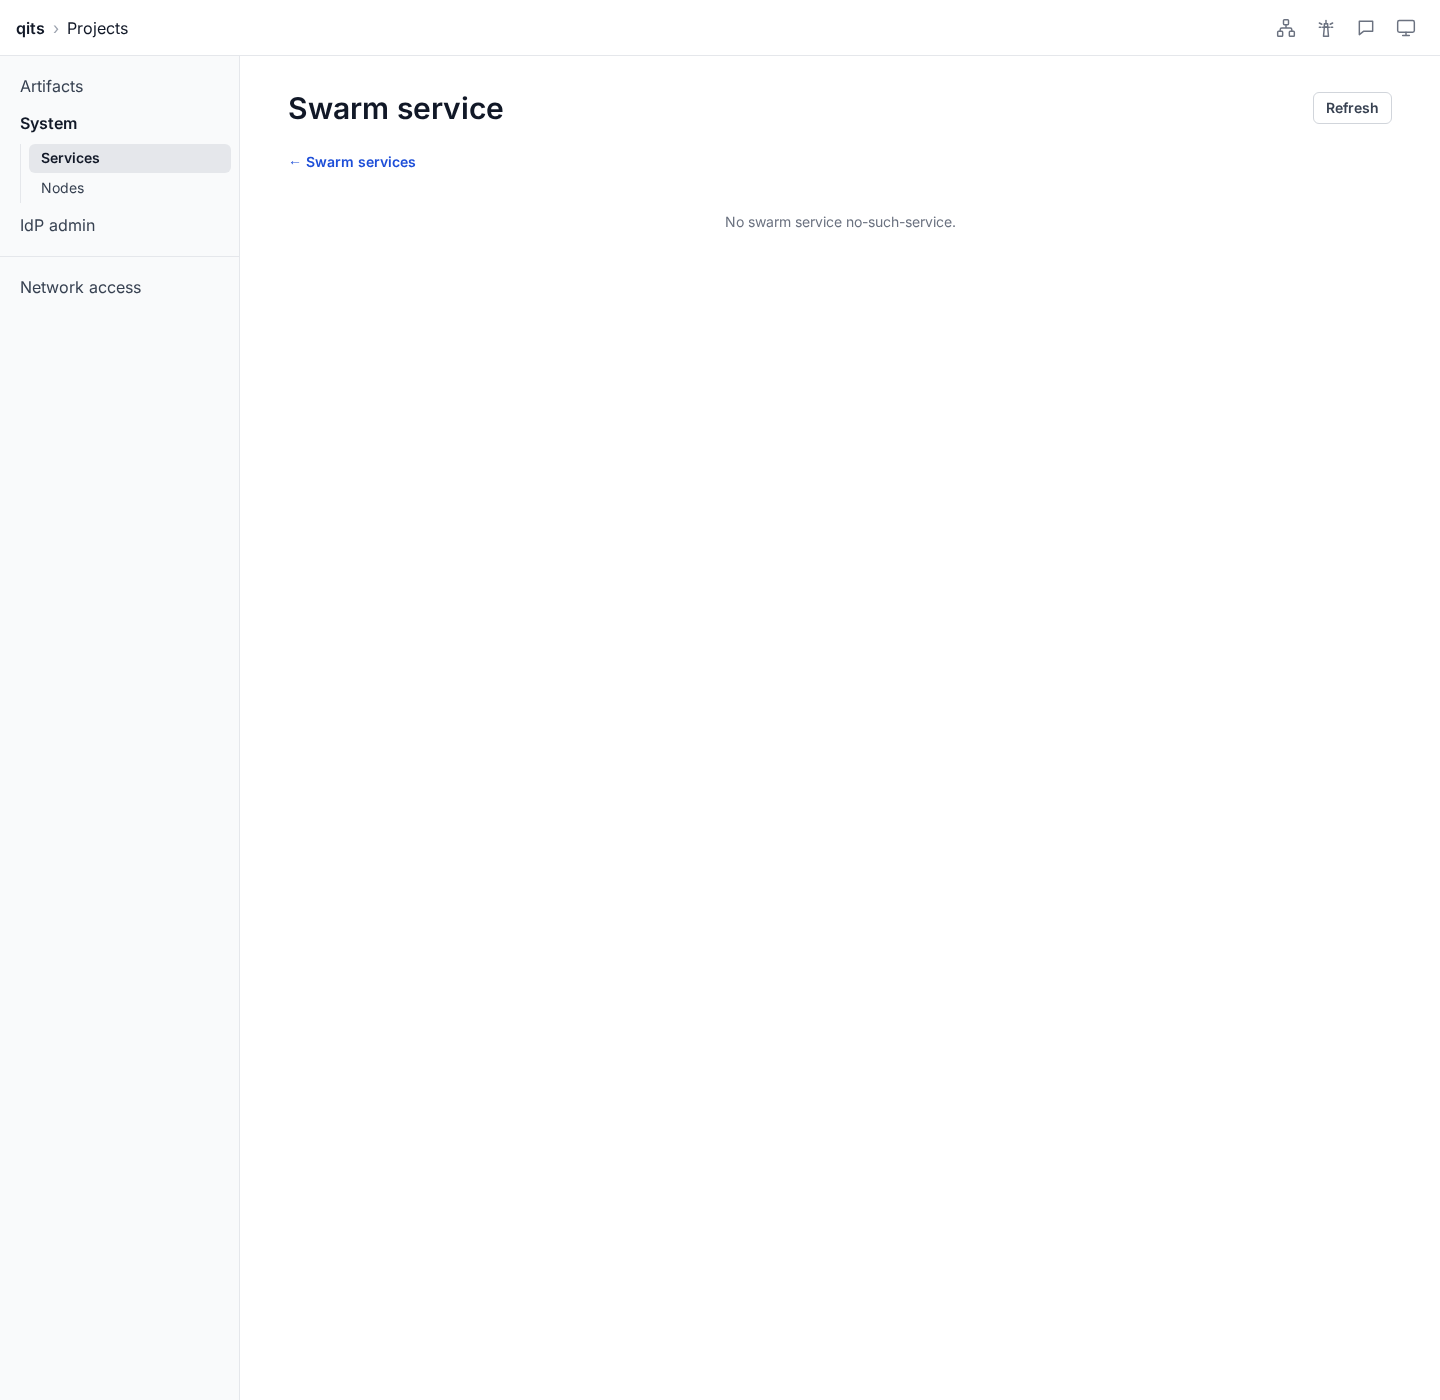 qits › Projects
Artifacts
System
Services
Nodes
IdP admin
Network access
Swarm service
Refresh
← Swarm services
No swarm service no-such-service.